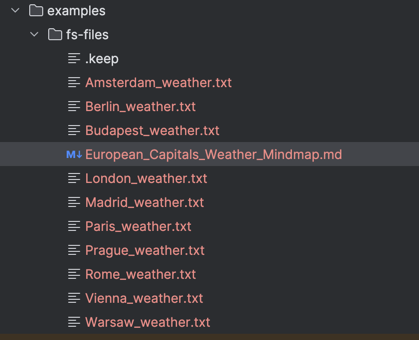 examples
fs-files
.keep
Amsterdam_weather.txt
Berlin_weather.txt
Budapest_weather.txt
M↓ European_Capitals_Weather_Mindmap.md
London_weather.txt
Madrid_weather.txt
Paris_weather.txt
Prague_weather.txt
Rome_weather.txt
Vienna_weather.txt
Warsaw_weather.txt